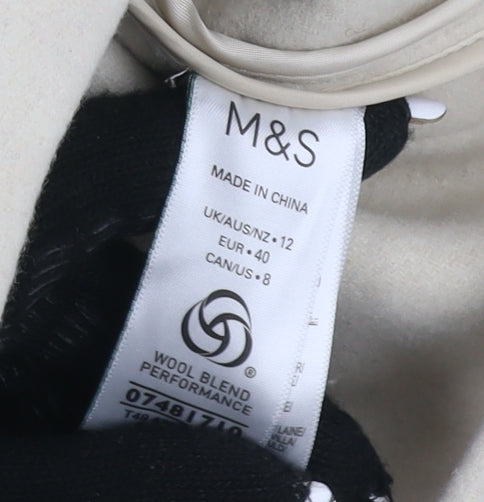 M&S
MADE IN CHINA
UK/AUS/NZ • 12
EUR • 40
CAN/US • 8
®
WOOL BLEND
PERFORMANCE